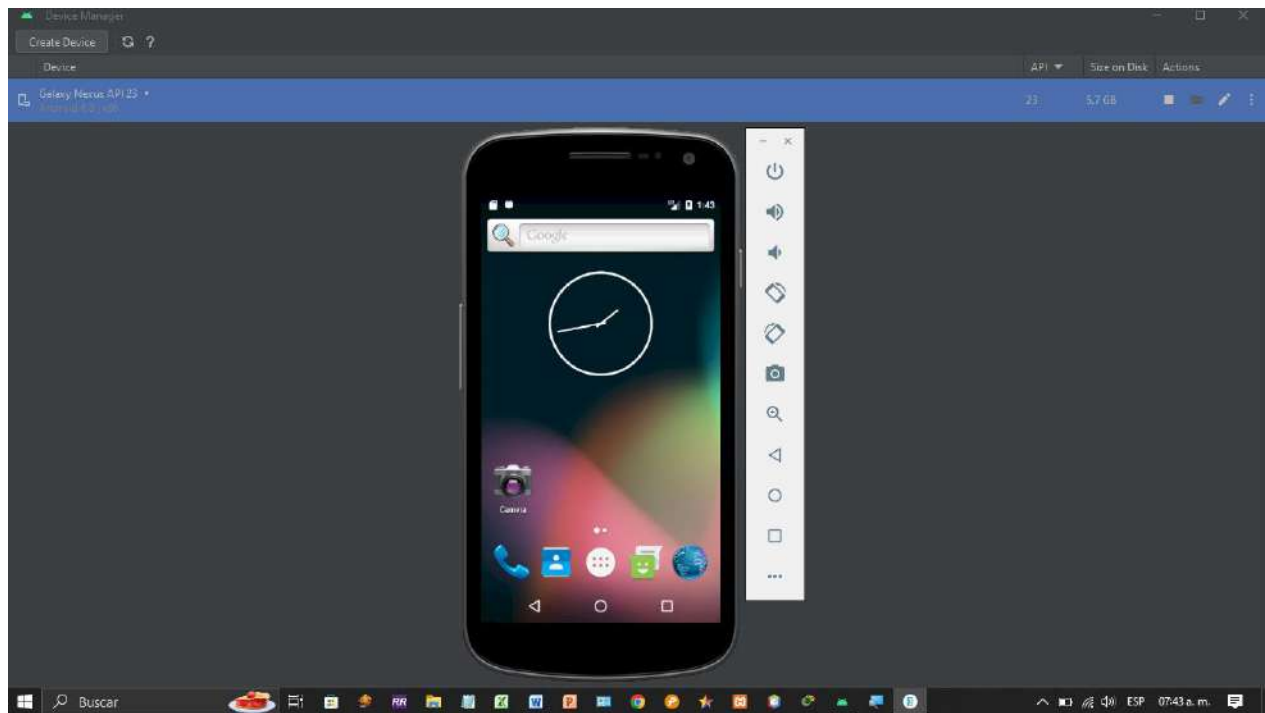 Device Manager
Create Device ?
Device API Size on Disk Actions
Galaxy Nexus API 23 23 5.7 GB
1:43
Google
Camera
Buscar ESP 07:43 a. m.